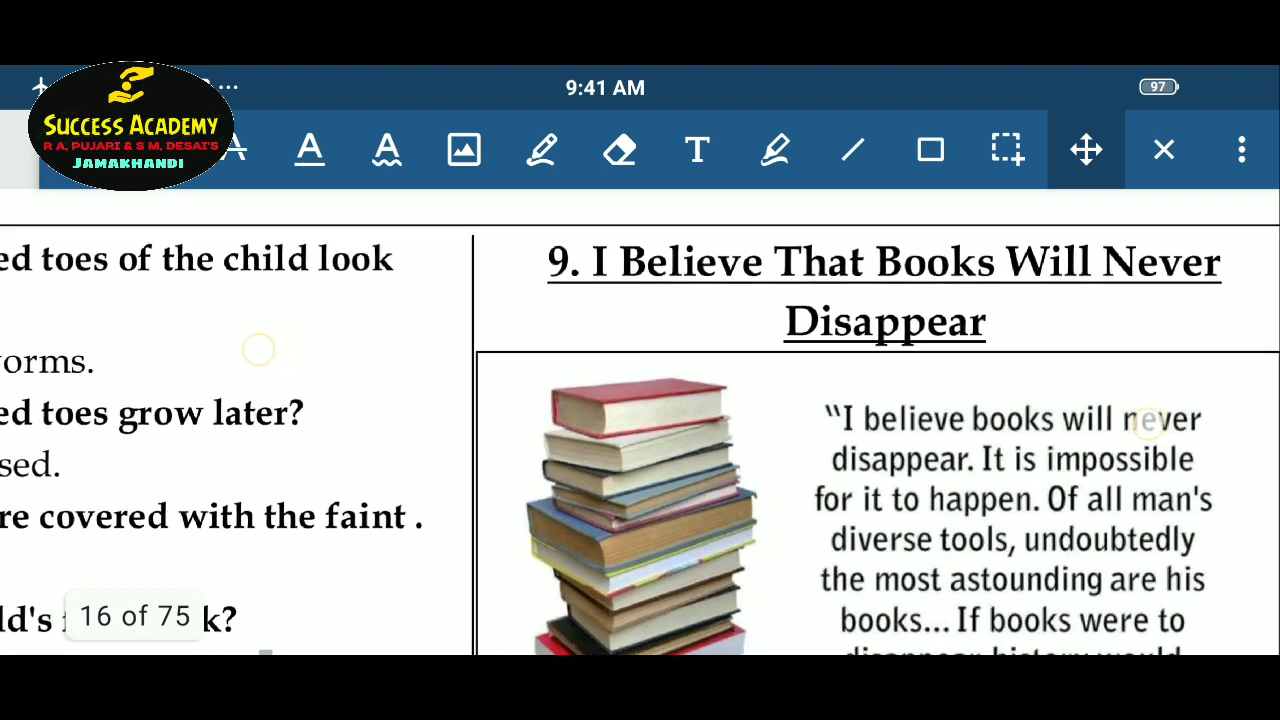 9:41 AM
97
SUCCESS ACADEMY
R A, PUJARI & S M, DESAI'S
JAMAKHANDI
A
A
T
ed toes of the child look
orms.
ed toes grow later?
sed.
re covered with the faint .
ld's
k?
16 of 75
9. I Believe That Books Will Never
Disappear
"I believe books will never
disappear. It is impossible
for it to happen. Of all man's
diverse tools, undoubtedly
the most astounding are his
books... If books were to
disappear, history would